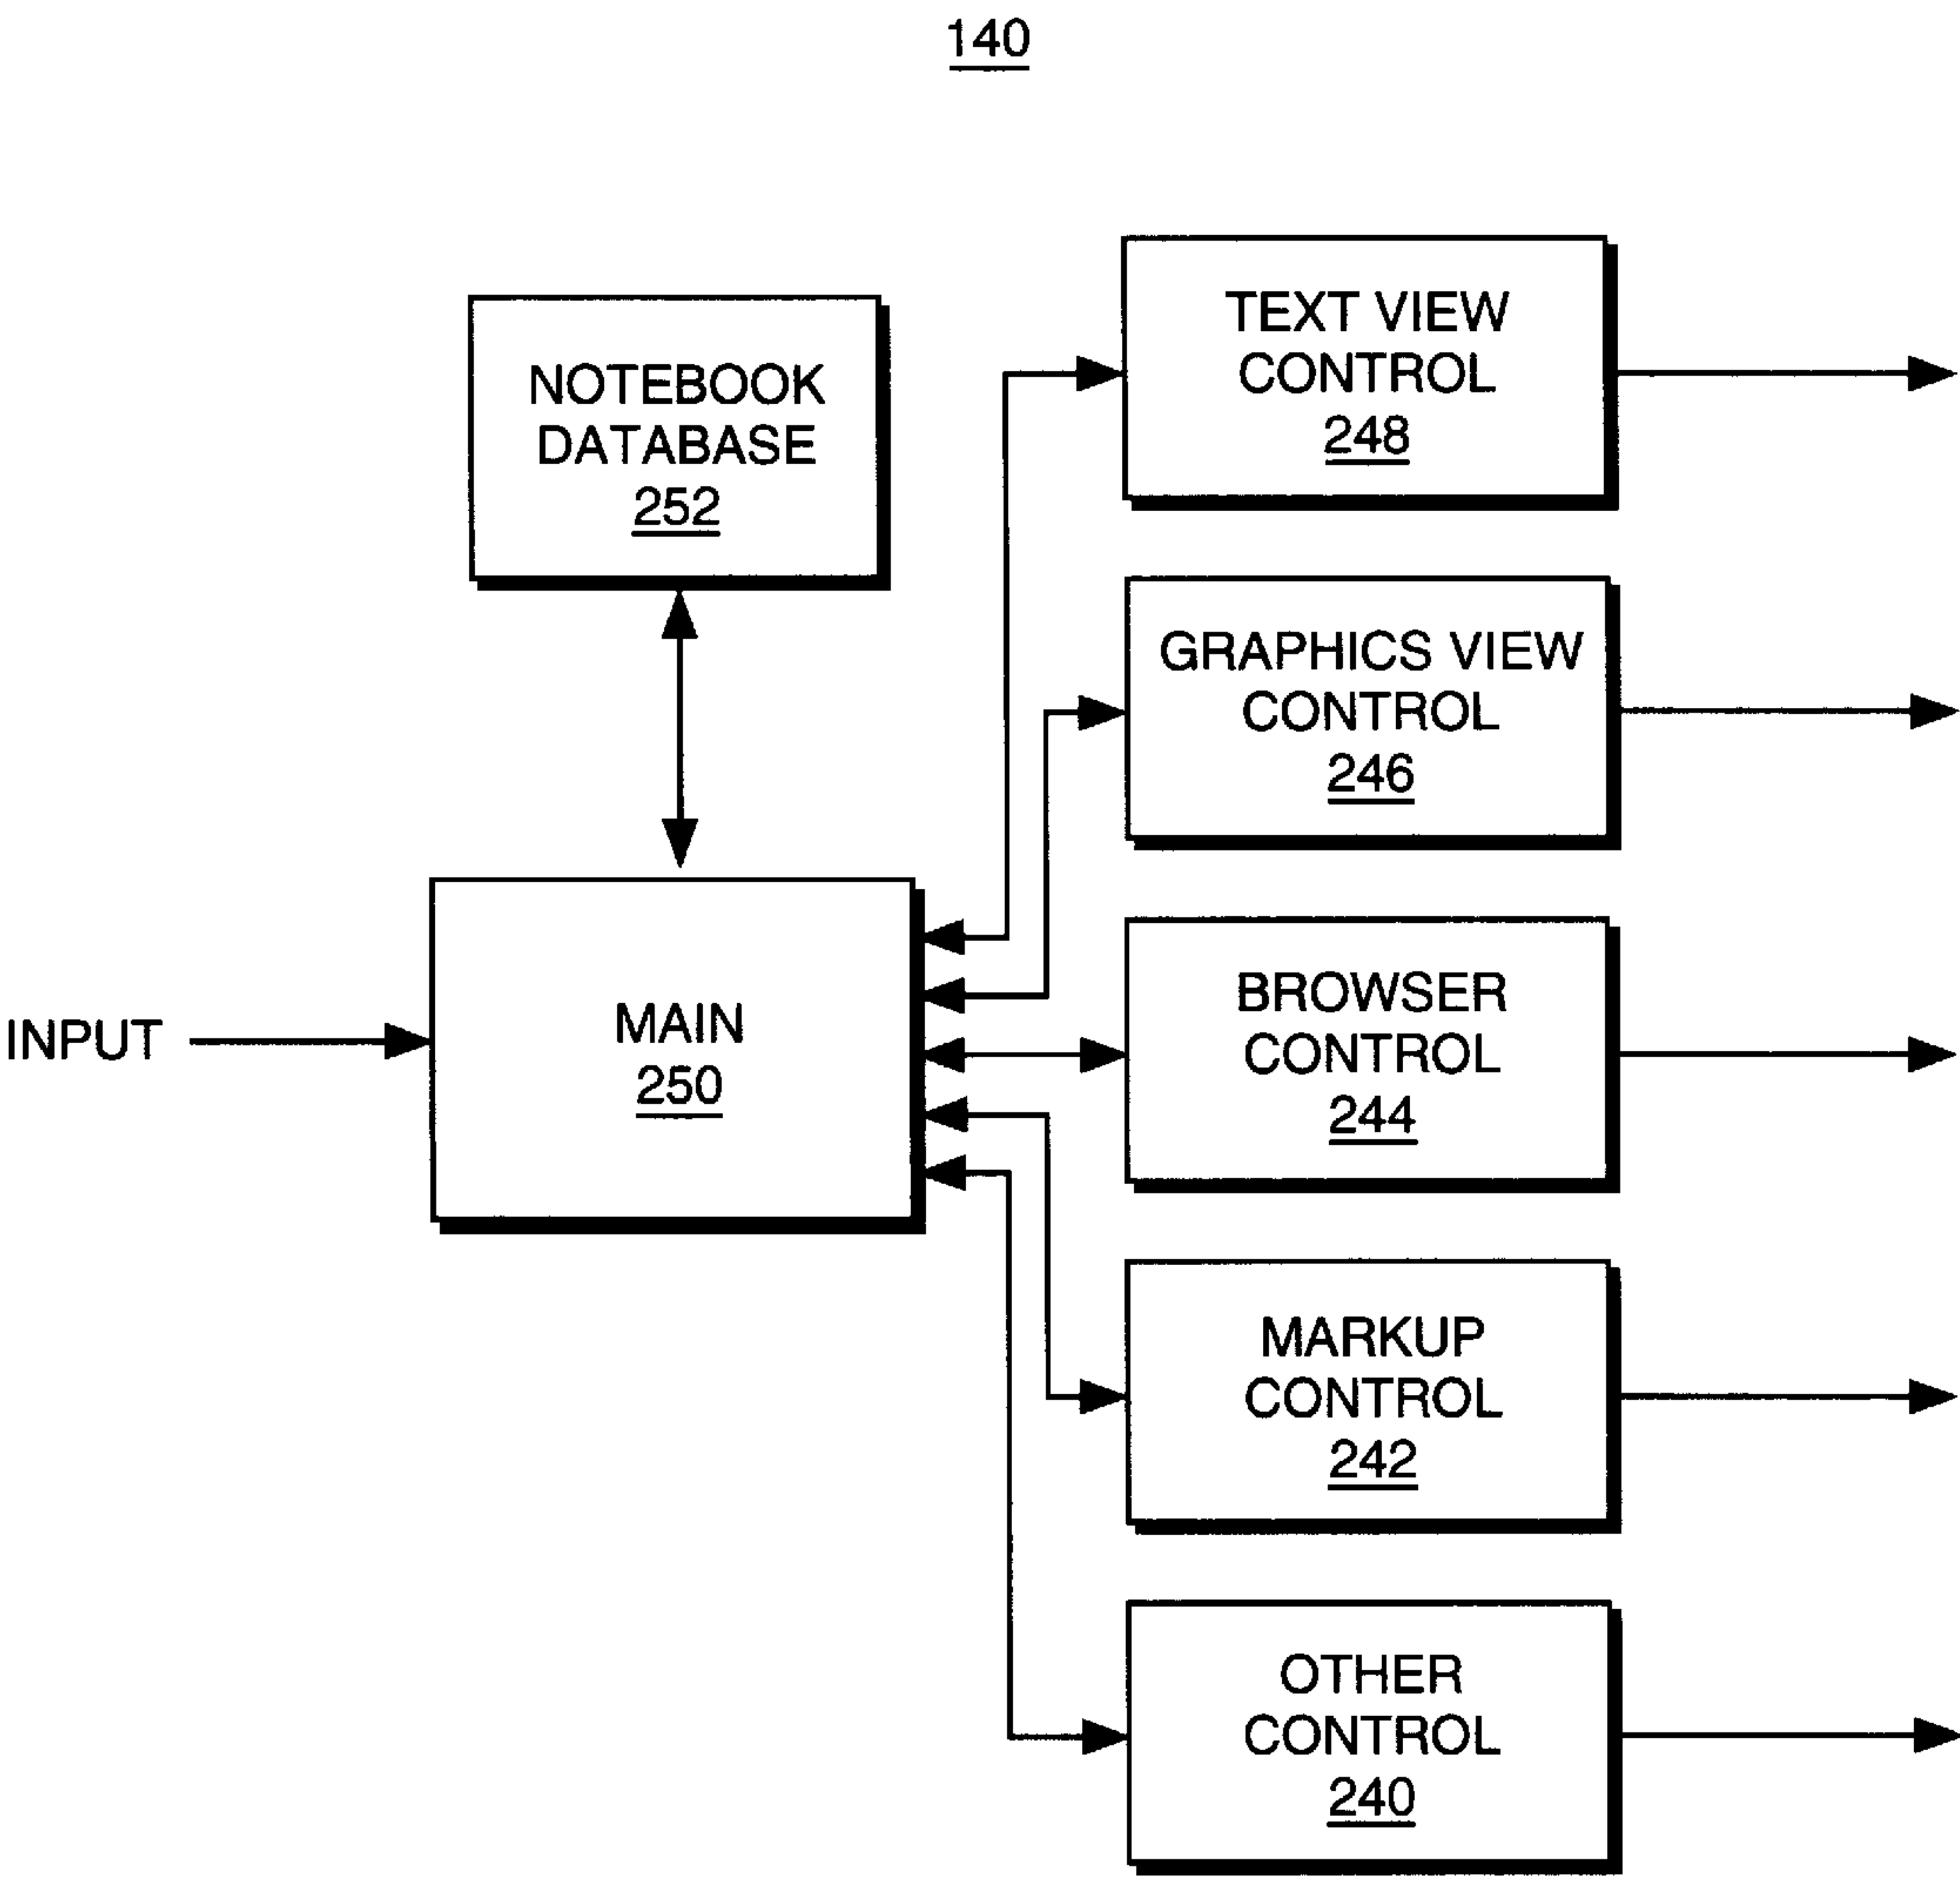 140
NOTEBOOK
DATABASE
252
TEXT VIEW
CONTROL
248
GRAPHICS VIEW
CONTROL
246
INPUT
MAIN
250
BROWSER
CONTROL
244
MARKUP
CONTROL
242
OTHER
CONTROL
240